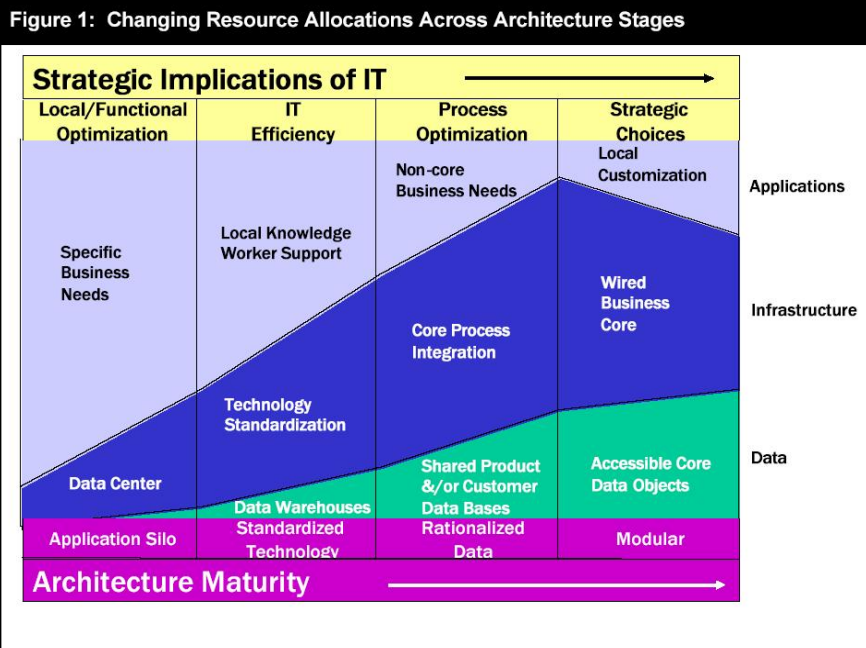 Figure 1: Changing Resource Allocations Across Architecture Stages
Strategic Implications of IT
Local/Functional
Optimization
IT
Efficiency
Process
Optimization
Strategic
Choices
Specific
Business
Needs
Local Knowledge
Worker Support
Non-core
Business Needs
Local
Customization
Applications
Data Center
Technology
Standardization
Core Process
Integration
Wired
Business
Core
Infrastructure
Data Warehouses
Shared Product
&/or Customer
Data Bases
Accessible Core
Data Objects
Data
Application Silo
Standardized
Technology
Rationalized
Data
Modular
Architecture Maturity